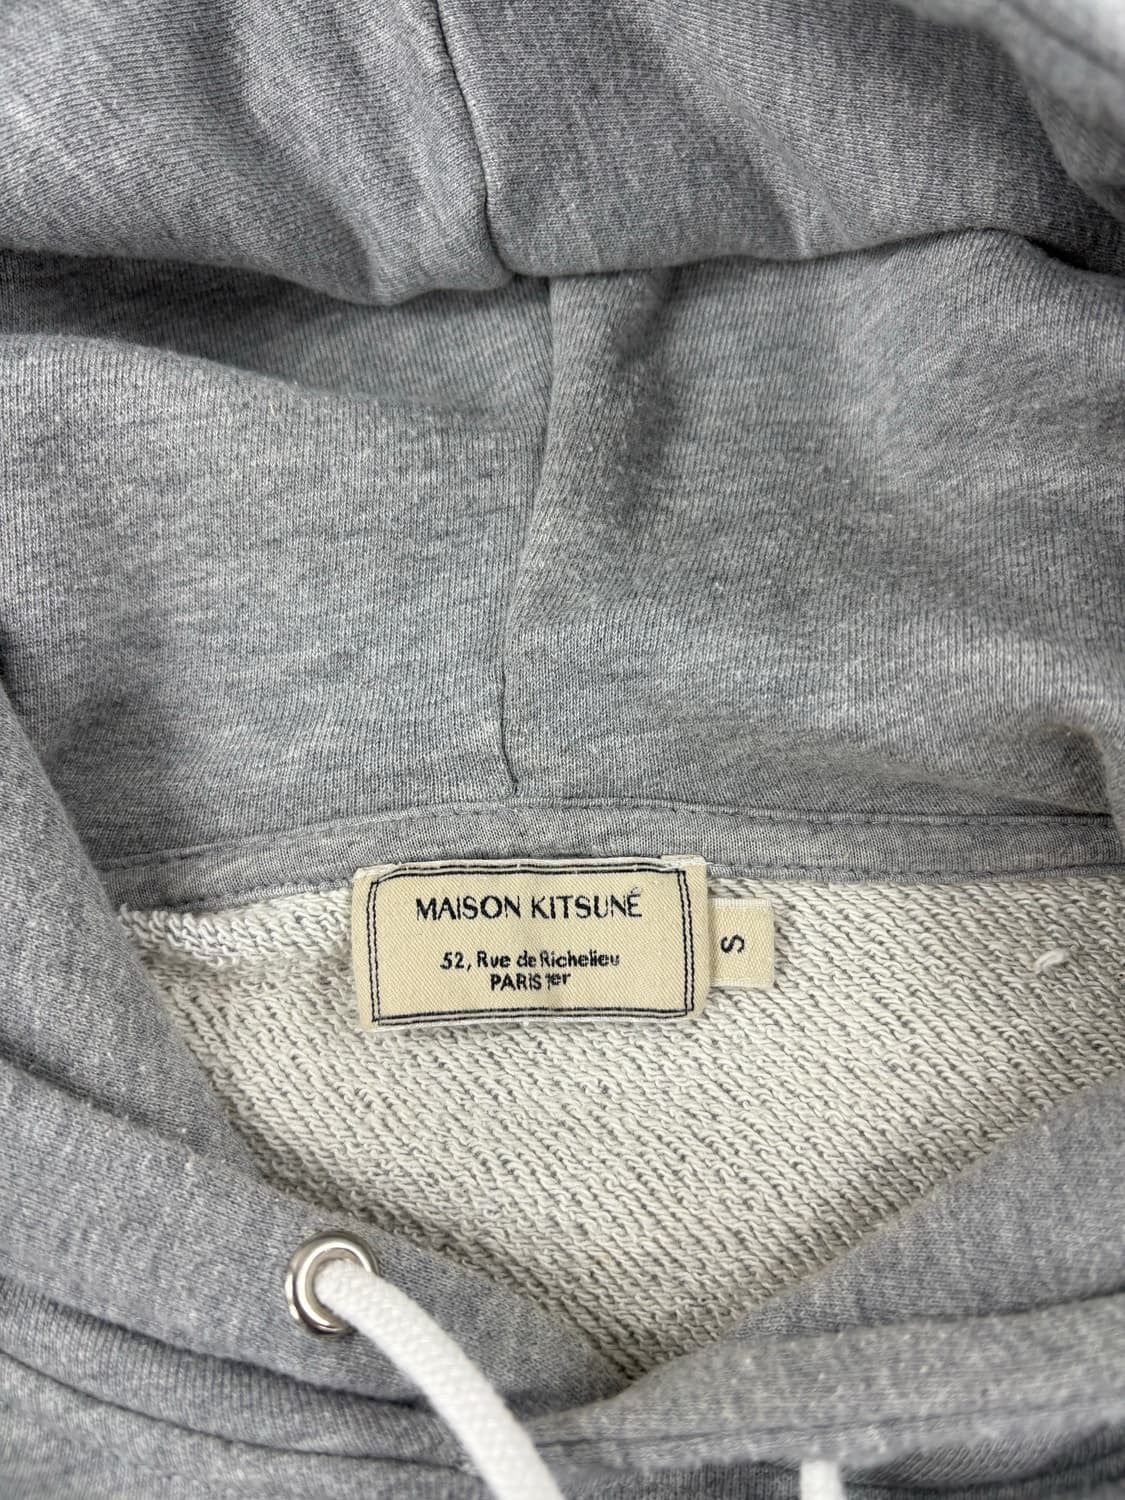 MAISON KITSUNÉ
52, Rue de Richelieu
PARIS 1er
S